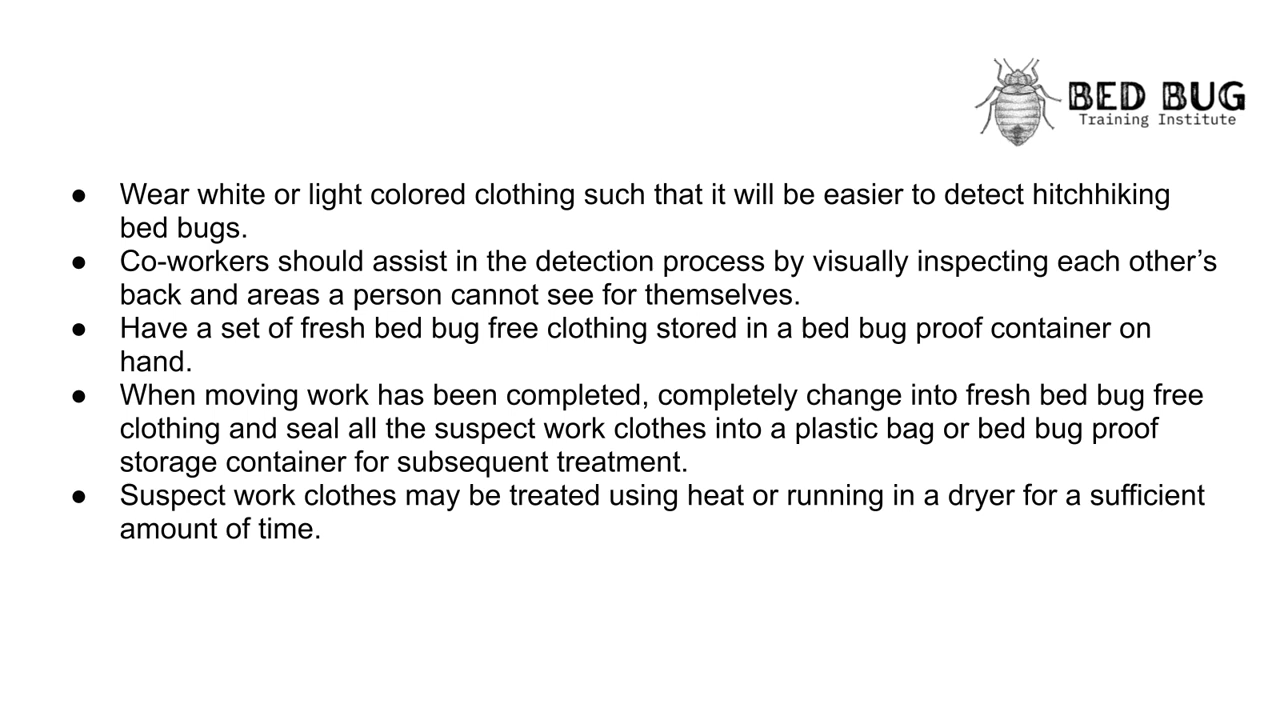 BED BUG
Training Institute
● Wear white or light colored clothing such that it will be easier to detect hitchhiking
bed bugs.
● Co-workers should assist in the detection process by visually inspecting each other’s
back and areas a person cannot see for themselves.
● Have a set of fresh bed bug free clothing stored in a bed bug proof container on
hand.
● When moving work has been completed, completely change into fresh bed bug free
clothing and seal all the suspect work clothes into a plastic bag or bed bug proof
storage container for subsequent treatment.
● Suspect work clothes may be treated using heat or running in a dryer for a sufficient
amount of time.